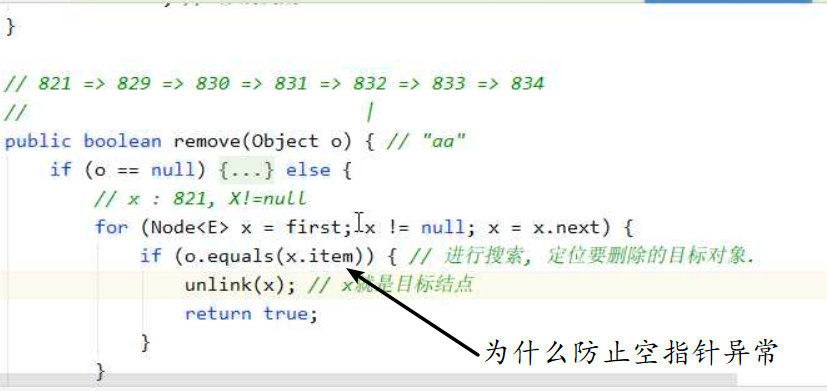 }
// 821 => 829 => 830 => 831 => 832 => 833 => 834
// |
public boolean remove(Object o) { // "aa"
if (o == null) {...} else {
// x : 821, X!=null
for (Node<E> x = first; x != null; x = x.next) {
if (o.equals(x.item)) { // 进行搜索, 定位要删除的目标对象.
unlink(x); // x就是目标结点
return true;
}
为什么防止空指针异常
}